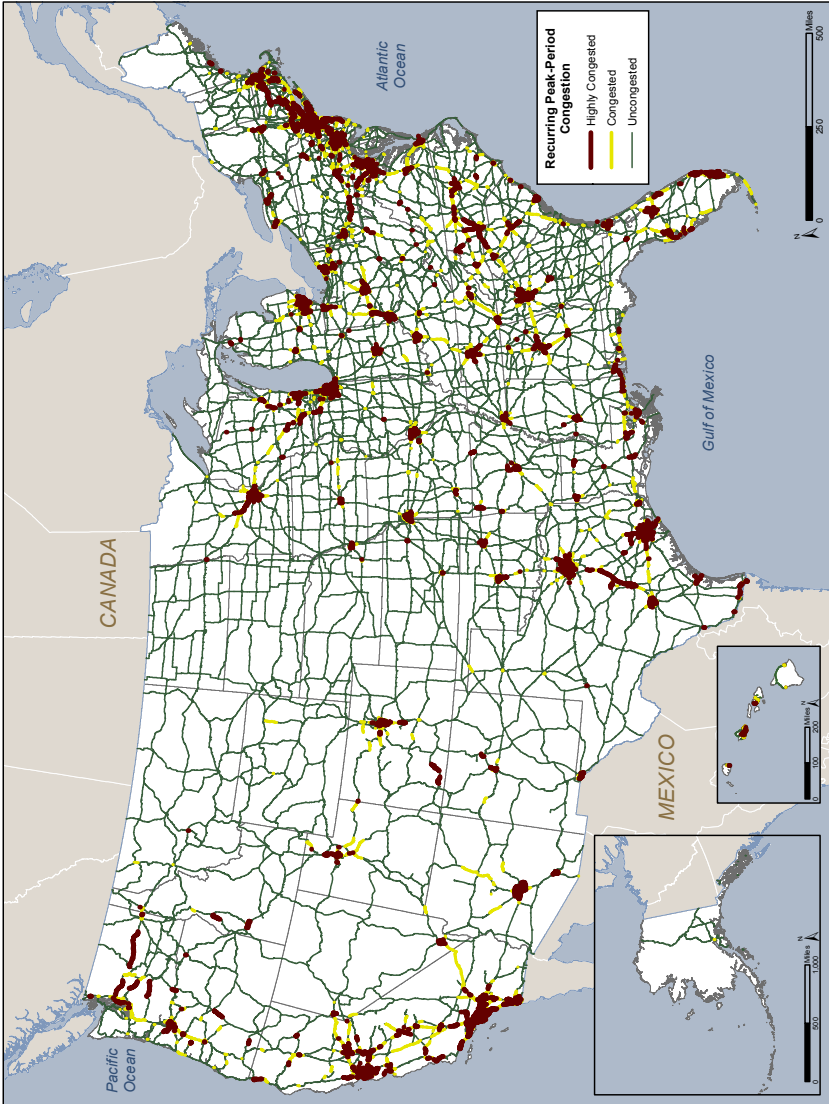 CANADA
Pacific
Ocean
Atlantic
Ocean
MEXICO
Gulf of Mexico
Recurring Peak-Period
Congestion
Highly Congested
Congested
Uncongested
0 500 1,000
Miles
N
0 100 200
Miles
N
0 250 500
Miles
N